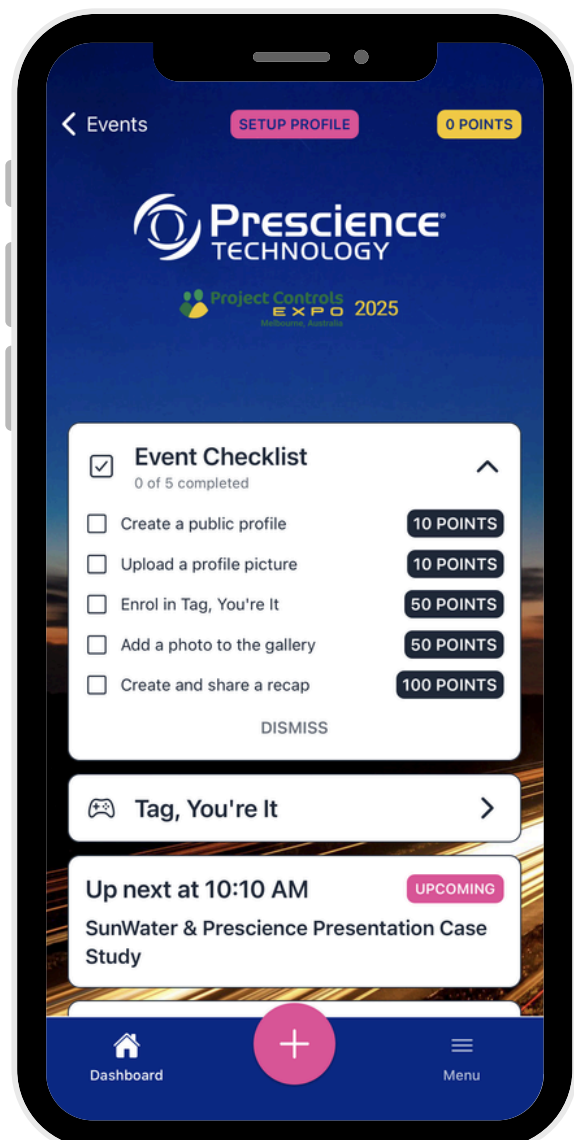 Events
SETUP PROFILE
0 POINTS
Prescience®
TECHNOLOGY
Project Controls
EXPO 2025
Melbourne, Australia
Event Checklist
0 of 5 completed
Create a public profile 10 POINTS
Upload a profile picture 10 POINTS
Enrol in Tag, You're It 50 POINTS
Add a photo to the gallery 50 POINTS
Create and share a recap 100 POINTS
DISMISS
Tag, You're It
Up next at 10:10 AM UPCOMING
SunWater & Prescience Presentation Case
Study
Dashboard
Menu